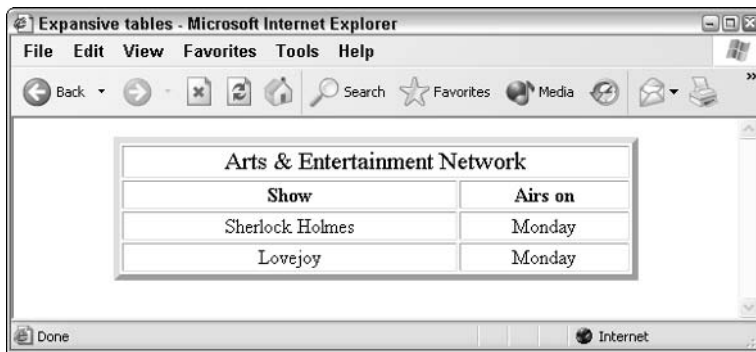 Expansive tables - Microsoft Internet Explorer
File Edit View Favorites Tools Help
Back Search Favorites Media »
Arts & Entertainment Network
Show Airs on
Sherlock Holmes Monday
Lovejoy Monday
Done Internet